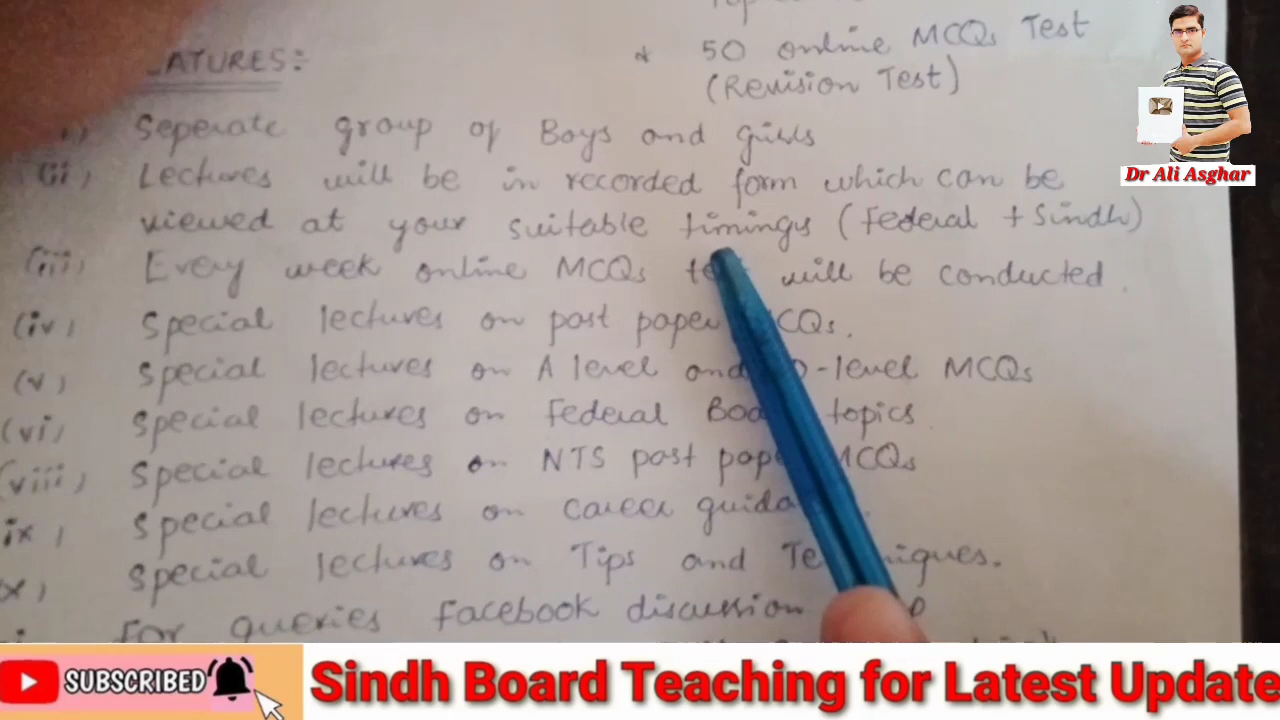 * 50 online MCQs Test
(Revision Test)
ATURES:
Seperate group of Boys and girls
(ii) Lectures will be in recorded form which can be
viewed at your suitable timings (federal + Sindh)
(iii) Every week online MCQs will be conducted.
(iv) Special lectures on past paper MCQs.
(v) Special lectures on A level and O-level MCQs
(vi) Special lectures on Federal topics
(viii) Special lectures on NTS past MCQs
ix) Special lectures on career
x) Special lectures on Tips and Techniques.
For queries Facebook discussion
Dr Ali Asghar
SUBSCRIBED
Sindh Board Teaching for Latest Update